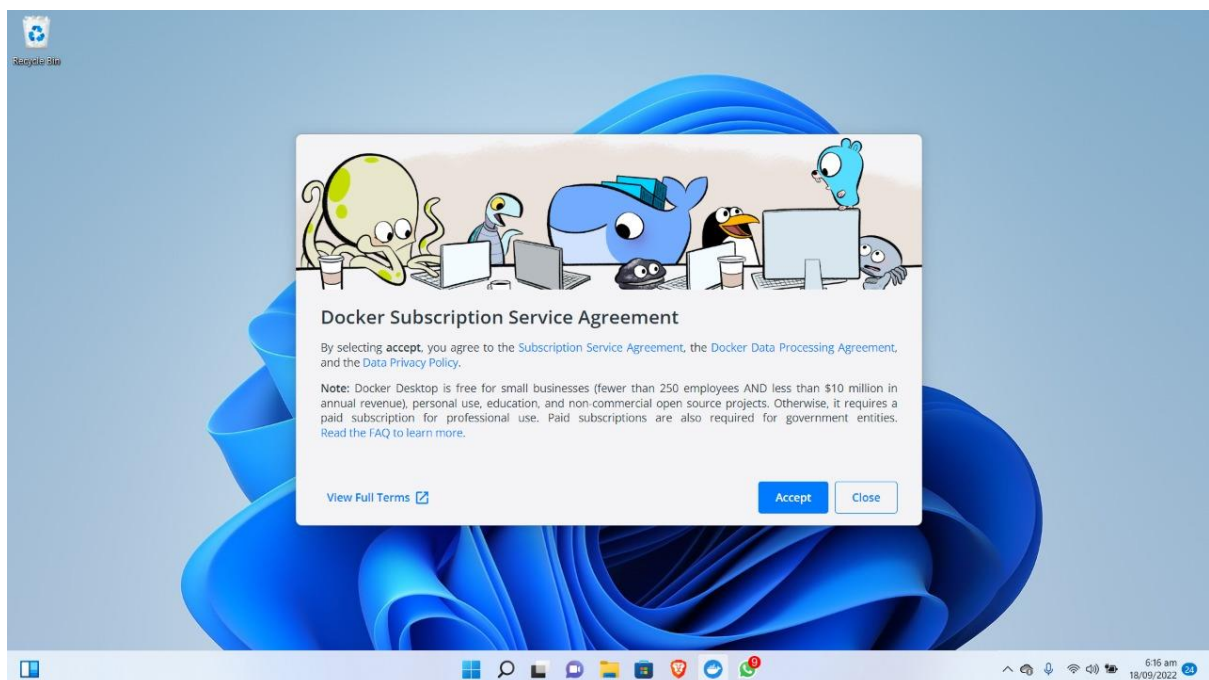 Recycle Bin
Docker Subscription Service Agreement
By selecting accept, you agree to the Subscription Service Agreement, the Docker Data Processing Agreement,
and the Data Privacy Policy.
Note: Docker Desktop is free for small businesses (fewer than 250 employees AND less than $10 million in
annual revenue), personal use, education, and non-commercial open source projects. Otherwise, it requires a
paid subscription for professional use. Paid subscriptions are also required for government entities.
Read the FAQ to learn more.
View Full Terms
Accept
Close
9
6:16 am
18/09/2022
24